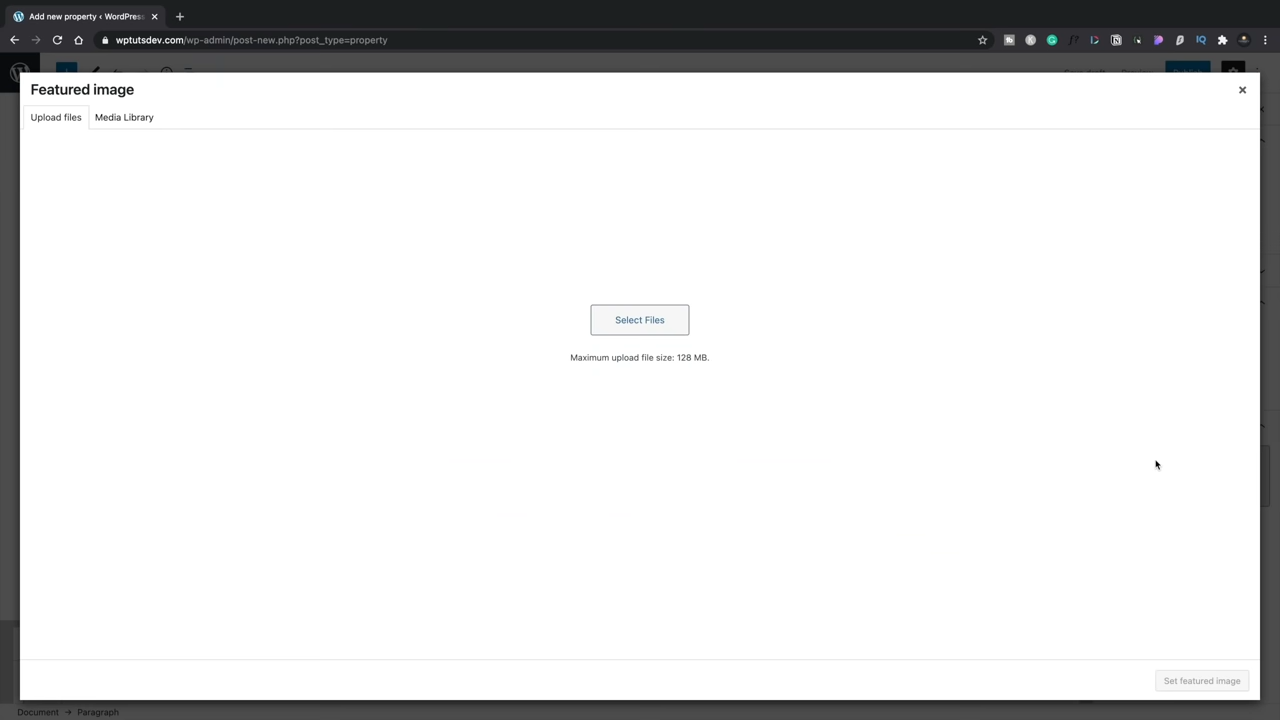 Add new property ‹ WordPress
wptutsdev.com/wp-admin/post-new.php?post_type=property
Featured image
Upload files
Media Library
Select Files
Maximum upload file size: 128 MB.
Set featured image
Document → Paragraph